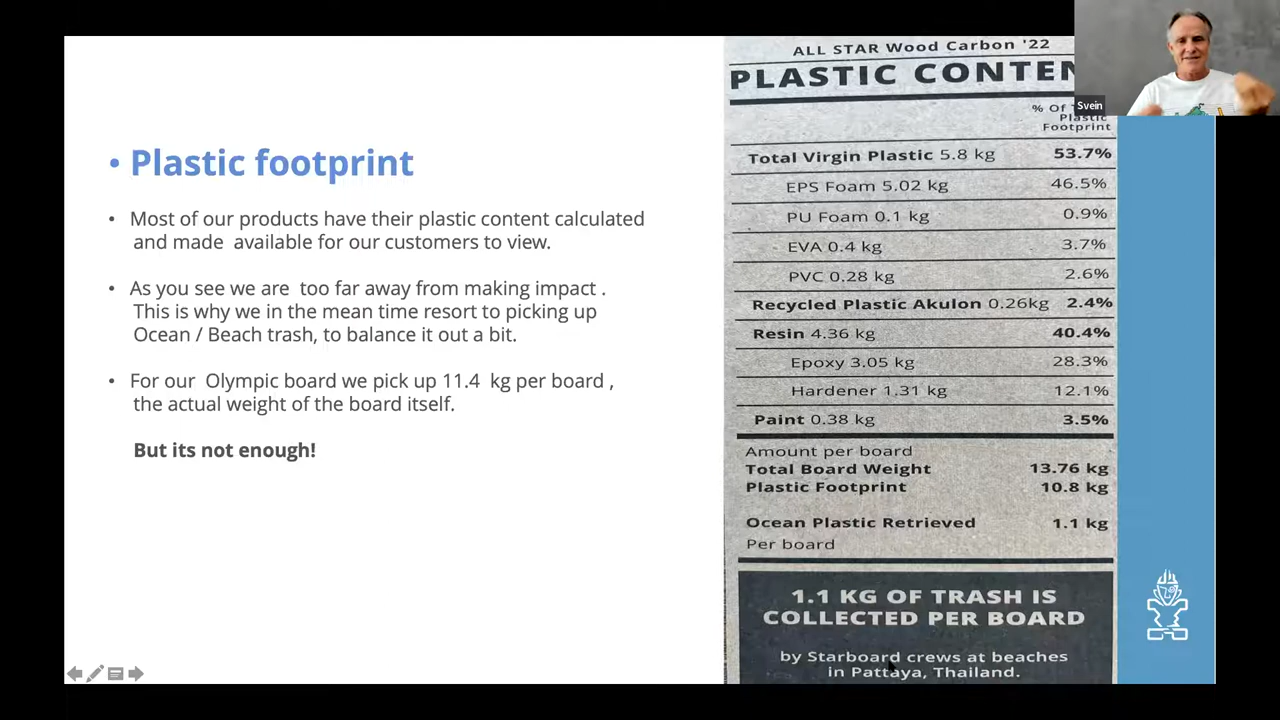 • Plastic footprint
• Most of our products have their plastic content calculated
and made available for our customers to view.
• As you see we are too far away from making impact .
This is why we in the mean time resort to picking up
Ocean / Beach trash, to balance it out a bit.
• For our Olympic board we pick up 11.4 kg per board ,
the actual weight of the board itself.
But its not enough!
ALL STAR Wood Carbon '22
PLASTIC
% Of
Plastic
Footprint
Total Virgin Plastic 5.8 kg 53.7%
EPS Foam 5.02 kg 46.5%
PU Foam 0.1 kg 0.9%
EVA 0.4 kg 3.7%
PVC 0.28 kg 2.6%
Recycled Plastic Akulon 0.26kg 2.4%
Resin 4.36 kg 40.4%
Epoxy 3.05 kg 28.3%
Hardener 1.31 kg 12.1%
Paint 0.38 kg 3.5%
Amount per board
Total Board Weight 13.76 kg
Plastic Footprint 10.8 kg
Ocean Plastic Retrieved 1.1 kg
Per board
1.1 KG OF TRASH IS
COLLECTED PER BOARD
by Starboard crews at beaches
in Pattaya, Thailand.
Svein